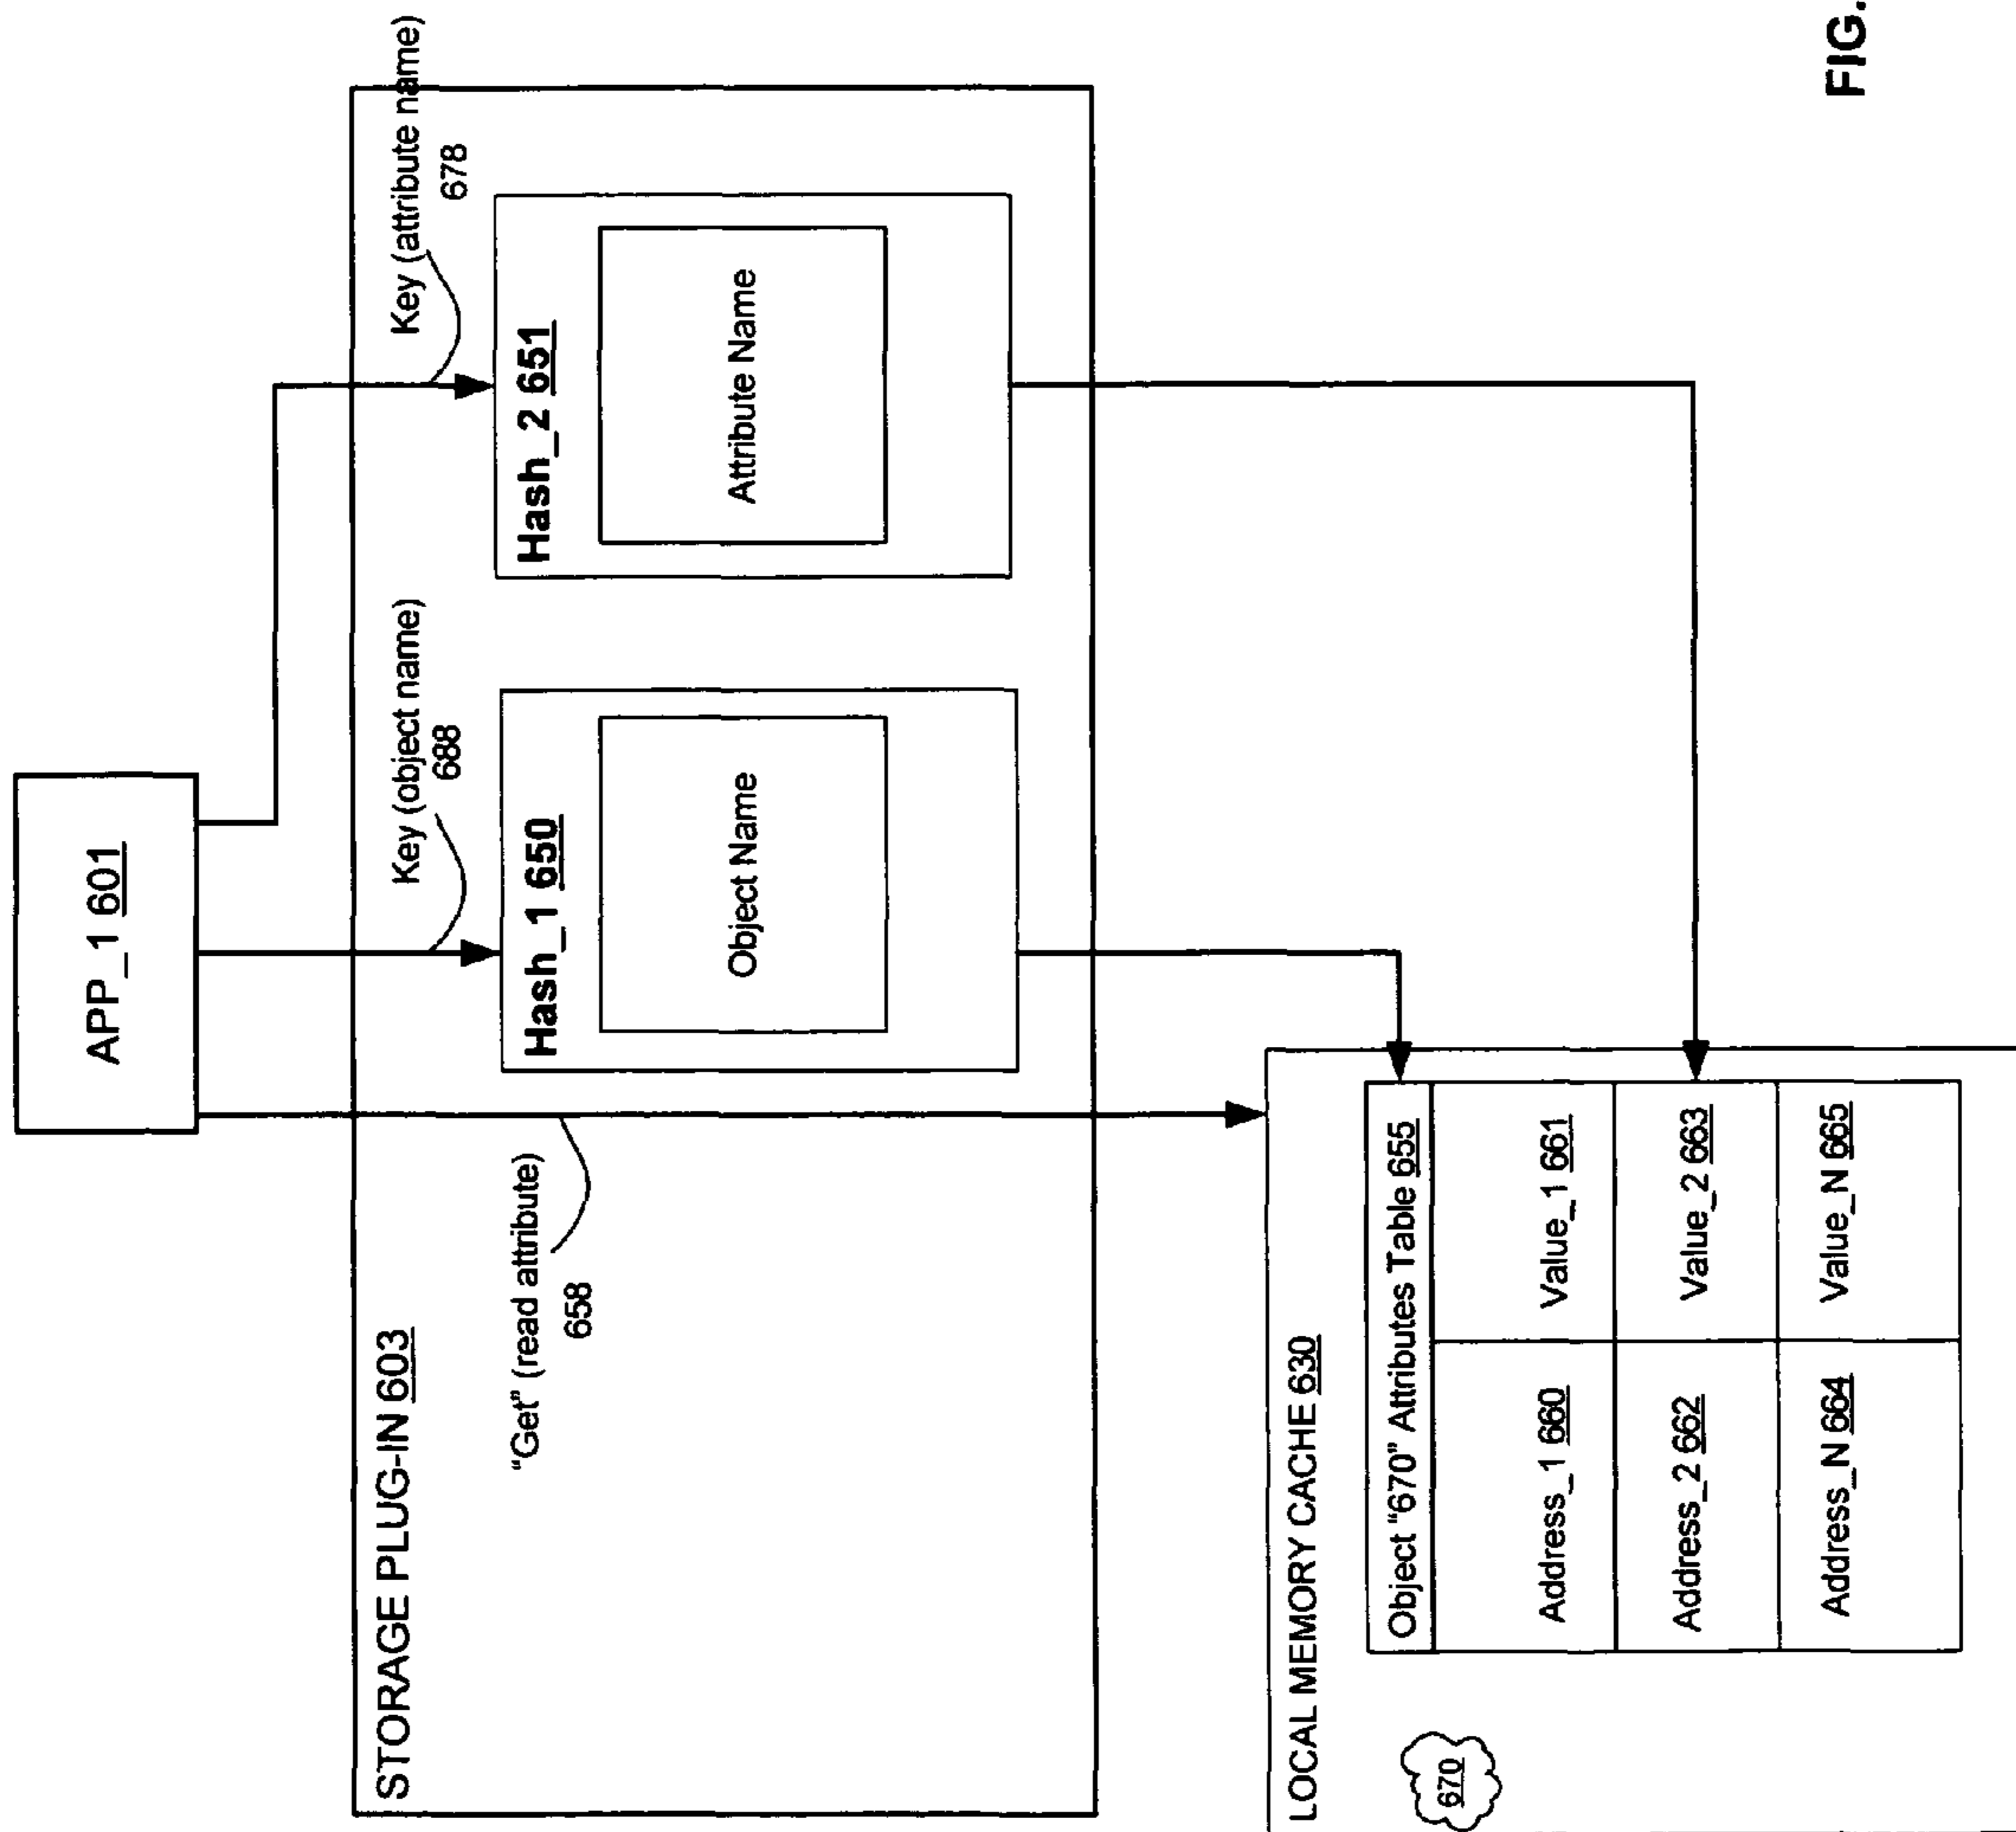 APP_1 601
STORAGE PLUG-IN 603
"Get" (read attribute)
658
Key (object name)
688
Key (attribute name)
678
Hash_1 650
Object Name
Hash_2 651
Attribute Name
LOCAL MEMORY CACHE 630
670
Object "670" Attributes Table 655
Address_1 660
Value_1 661
Address_2 662
Value_2 663
Address_N 664
Value_N 665
FIG.